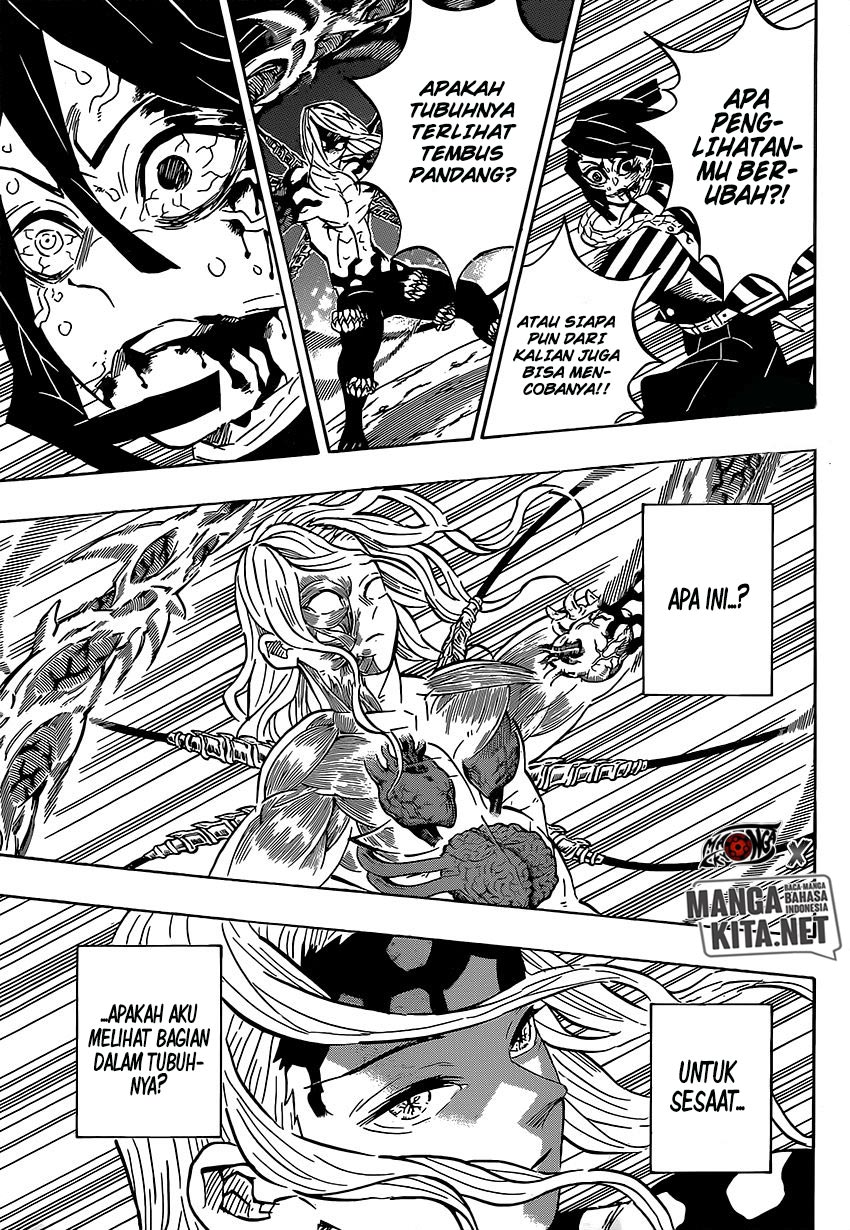 APA
PENG-
LIHATAN-
MU BER-
UBAH?!
ATAU SIAPA
PUN DARI
KALIAN JUGA
BISA MEN-
COBANYA!!
APAKAH
TUBUHNYA
TERLIHAT
TEMBUS
PANDANG?
APA INI...?
UNTUK
SESAAT...
...APAKAH AKU
MELIHAT BAGIAN
DALAM TUBUH-
NYA?
X
MANGA
BACA MANGA
BAHASA
INDONESIA
KITA.NET